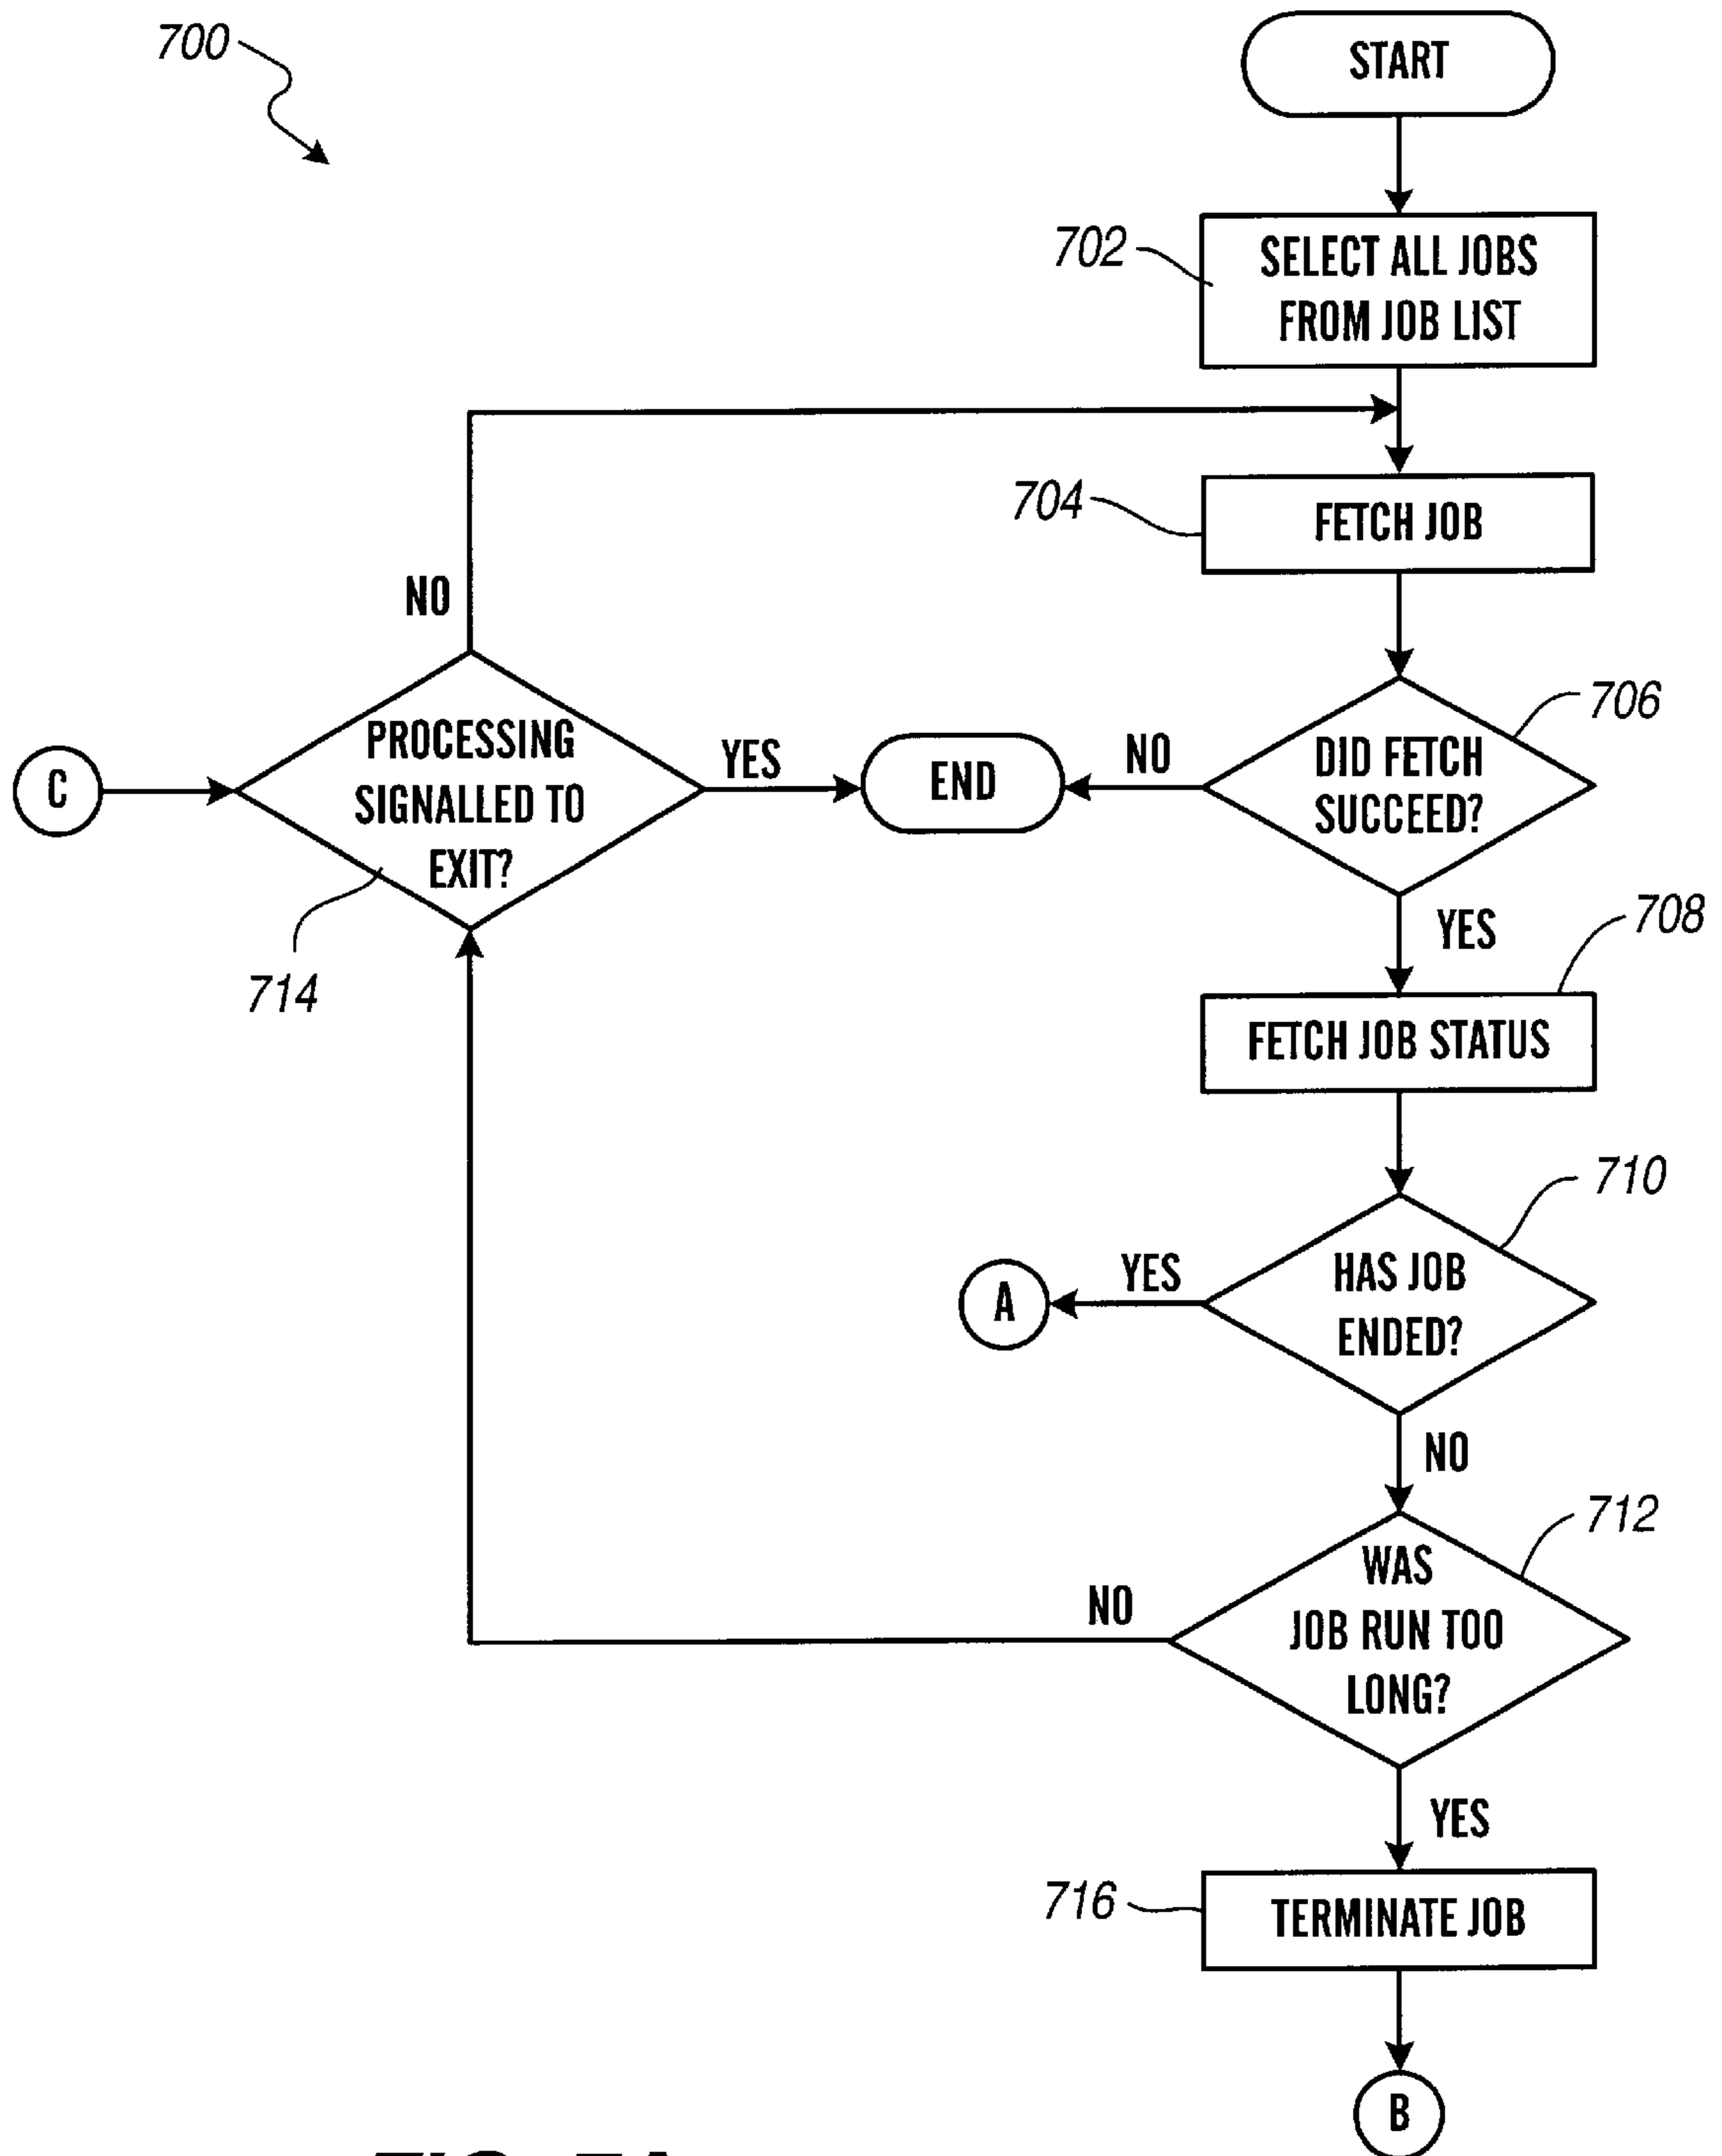 700
START
702
SELECT ALL JOBS
FROM JOB LIST
704
FETCH JOB
NO
706
DID FETCH
SUCCEED?
NO
END
YES
PROCESSING
SIGNALLED TO
EXIT?
C
714
YES
708
FETCH JOB STATUS
710
HAS JOB
ENDED?
YES
A
NO
712
WAS
JOB RUN TOO
LONG?
NO
YES
716
TERMINATE JOB
B